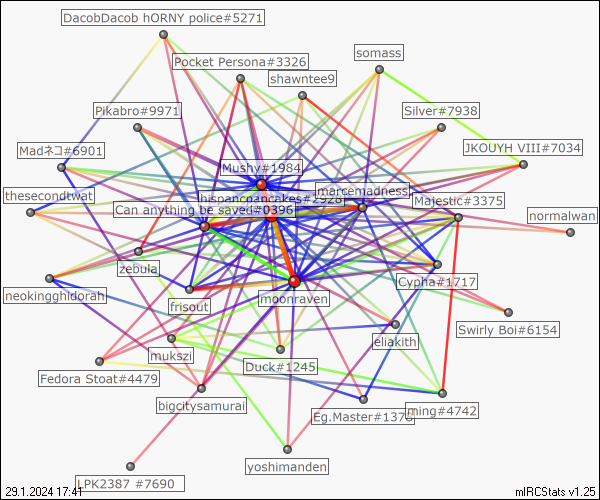 DacobDacob hORNY police#5271
somass
Pocket Persona#3326
shawntee9
Pikabro#9971
Silver#7938
Madネコ#6901
JKOUYH VIII#7034
Mushy#1984
marcemadness
thesecondtwat
hispancpancakes#2928
Majestic#3375
Can anything be saved#0396
normalwan
zebula
Cypha#1717
neokingghidorah
frisout
moonraven
Swirly Boi#6154
eliakith
mukszi
Duck#1245
Fedora Stoat#4479
bigcitysamurai
Eg.Master#1378
ming#4742
yoshimanden
LPK2387 #7690
29.1.2024 17:41
mIRCStats v1.25